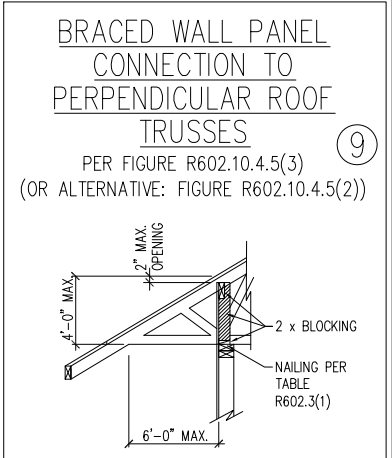 BRACED WALL PANEL
CONNECTION TO
PERPENDICULAR ROOF
TRUSSES
9
PER FIGURE R602.10.4.5(3)
(OR ALTERNATIVE: FIGURE R602.10.4.5(2))
2" MAX.
OPENING
4'-0" MAX.
2 x BLOCKING
NAILING PER
TABLE
R602.3(1)
6'-0" MAX.